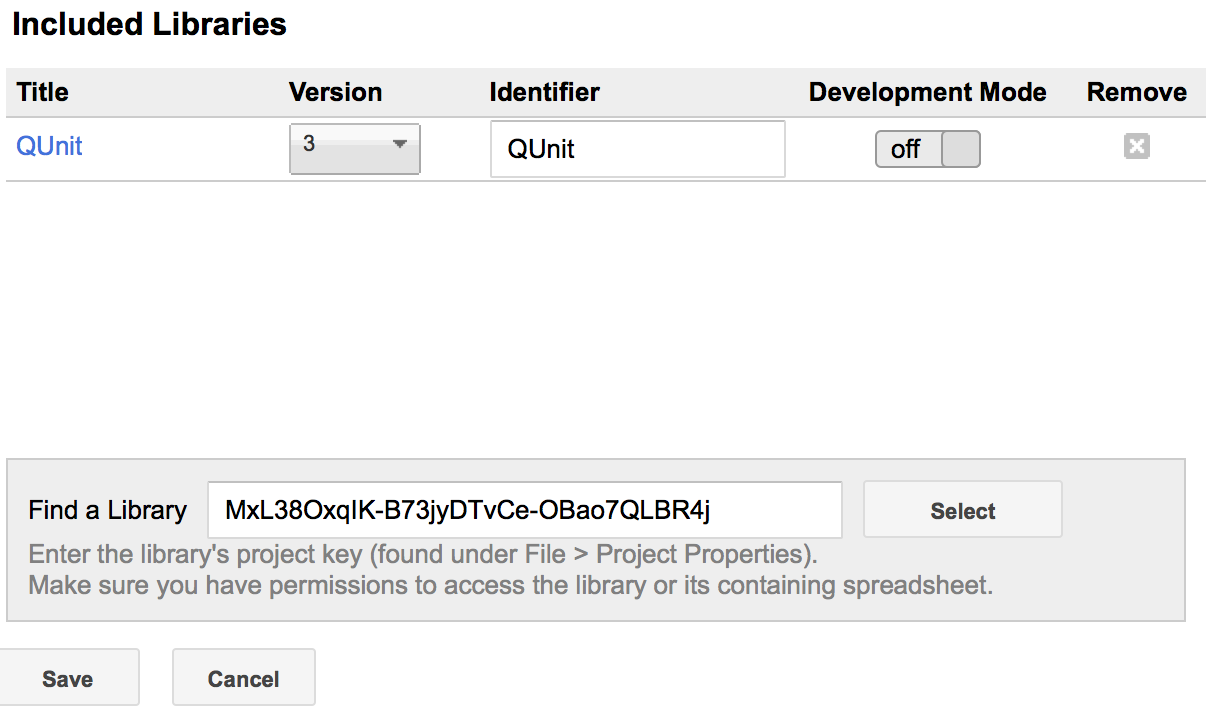 Included Libraries
Title Version Identifier Development Mode Remove
QUnit 3 QUnit off
Find a Library MxL38OxqIK-B73jyDTvCe-OBao7QLBR4j Select
Enter the library's project key (found under File > Project Properties).
Make sure you have permissions to access the library or its containing spreadsheet.
Save Cancel